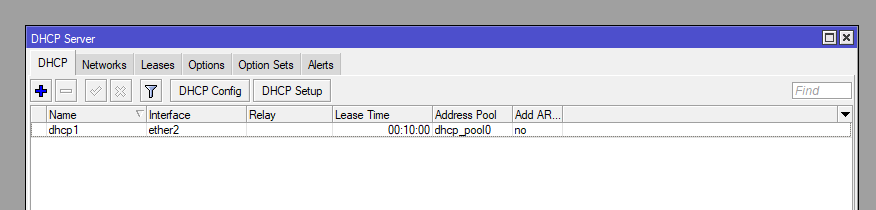 DHCP Server
DHCP Networks Leases Options Option Sets Alerts
DHCP Config DHCP Setup Find
Name Interface Relay Lease Time Address Pool Add AR...
dhcp1 ether2 00:10:00 dhcp_pool0 no